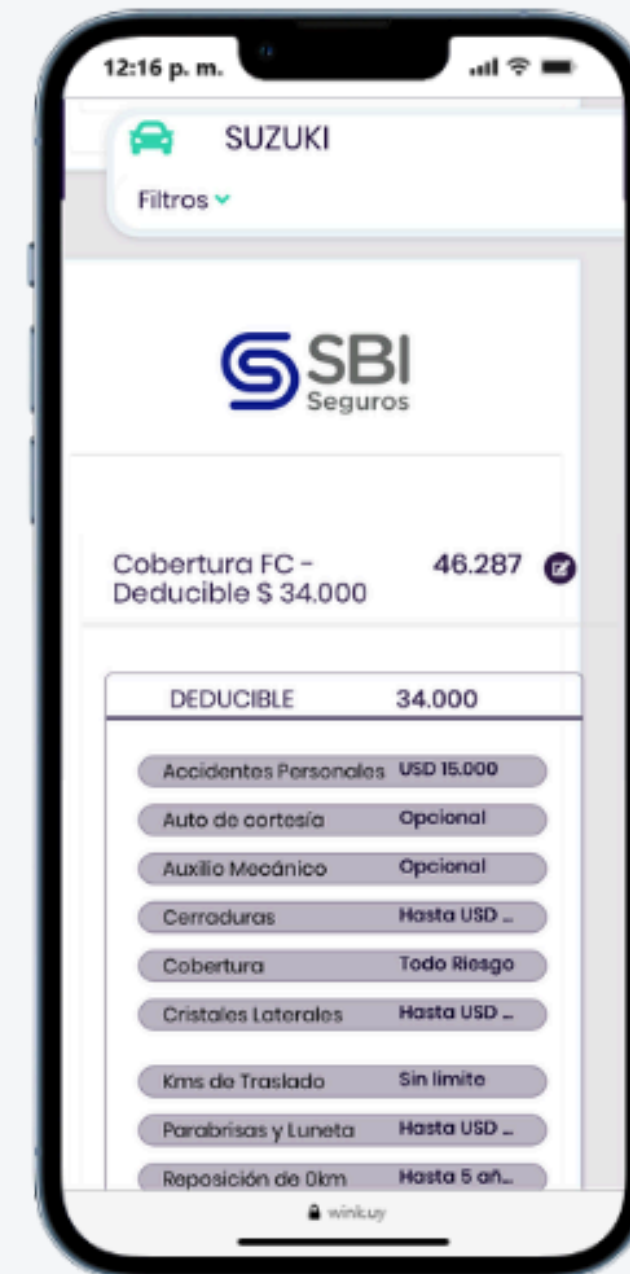 12:16 p. m.
SUZUKI
Filtros
SBI
Seguros
Cobertura FC - 46.287
Deducible $ 34.000
DEDUCIBLE 34.000
Accidentes Personales USD 15.000
Auto de cortesía Opcional
Auxilio Mecánico Opcional
Cerraduras Hasta USD ...
Cobertura Todo Riesgo
Cristales Laterales Hasta USD ...
Kms de Traslado Sin limite
Parabrisas y Luneta Hasta USD ...
Reposición de 0km Hasta 5 añ...
wink.uy